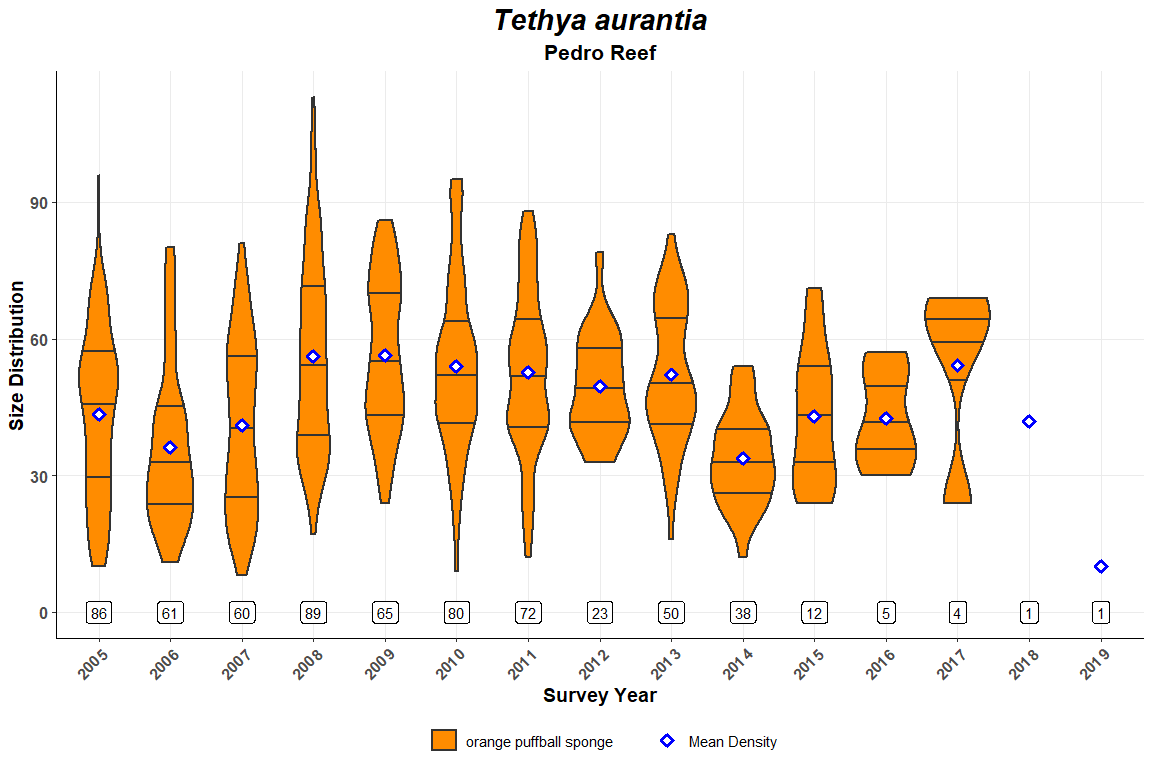 Tethya aurantia
Pedro Reef
Size Distribution
90
60
30
0
86 61 60 89 65 80 72 23 50 38 12 5 4 1 1
2005 2006 2007 2008 2009 2010 2011 2012 2013 2014 2015 2016 2017 2018 2019
Survey Year
orange puffball sponge Mean Density